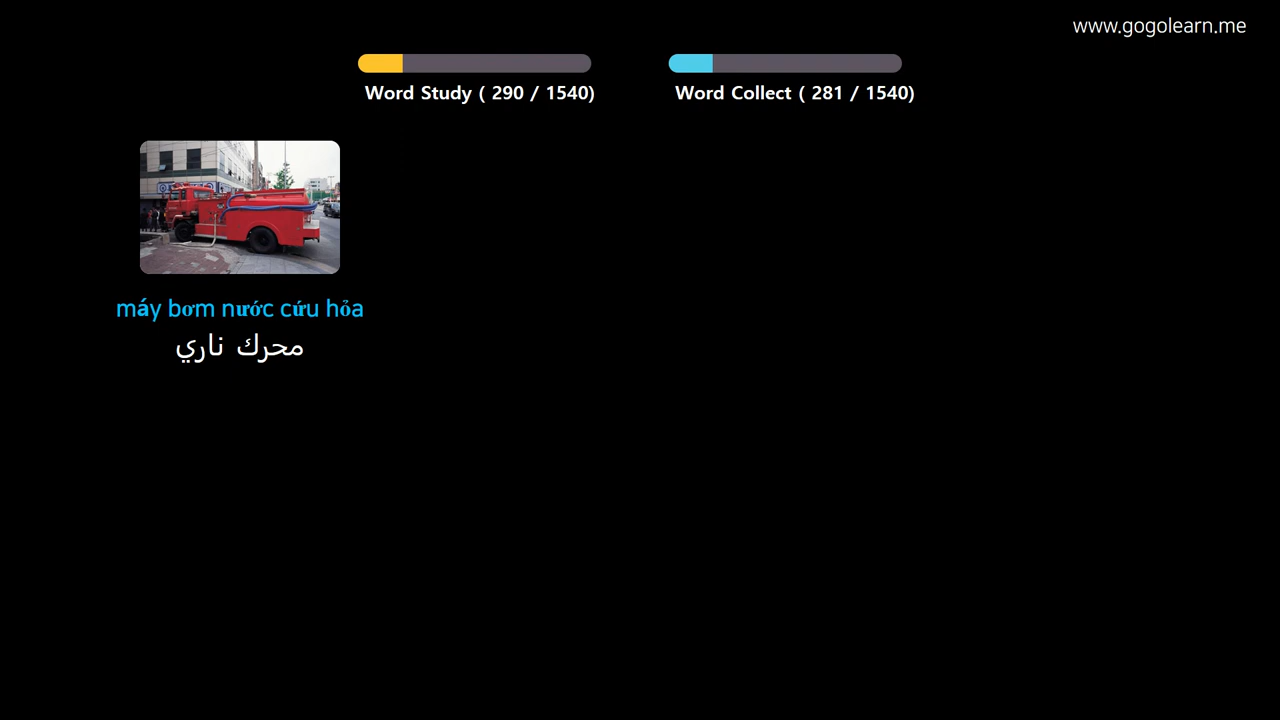 www.gogolearn.me
Word Study ( 290 / 1540)
Word Collect ( 281 / 1540)
máy bơm nước cứu hỏa
محرك ناري